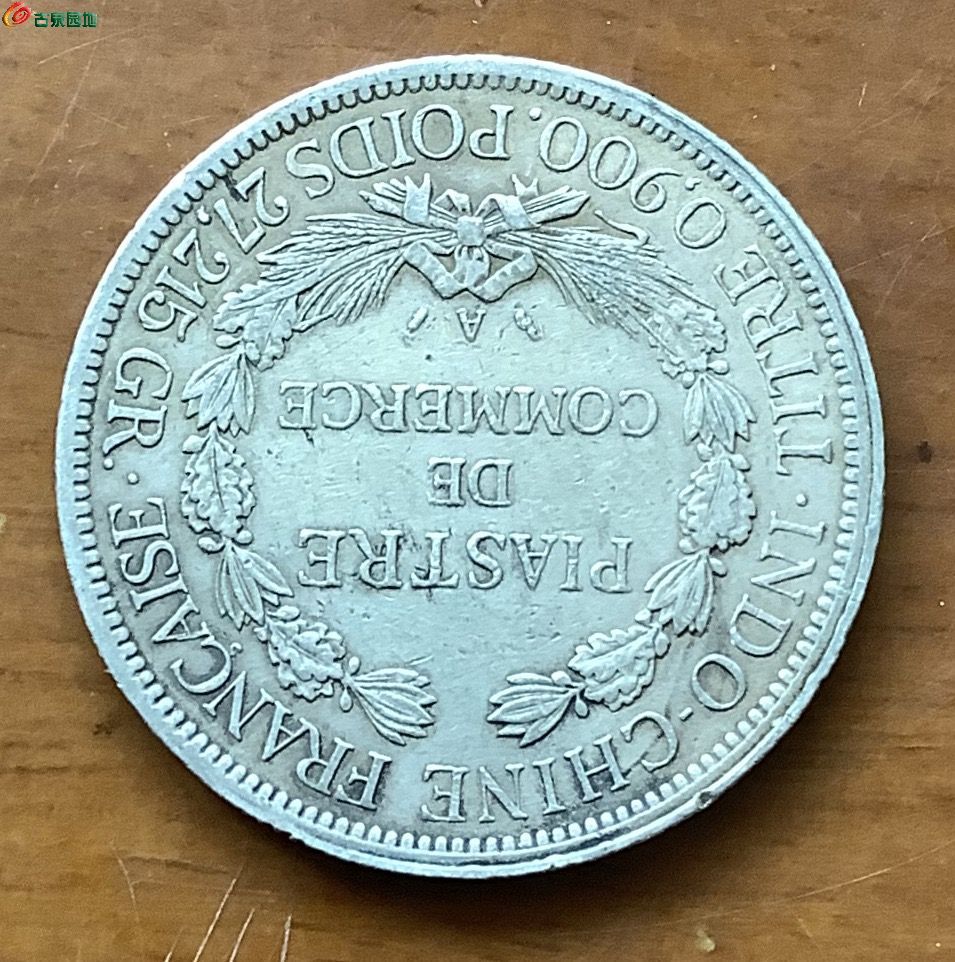 古泉园地
INDO-CHINE FRANÇAISE
PIASTRE
DE
COMMERCE
A
TITRE 0,900. POIDS 27,215 GR.